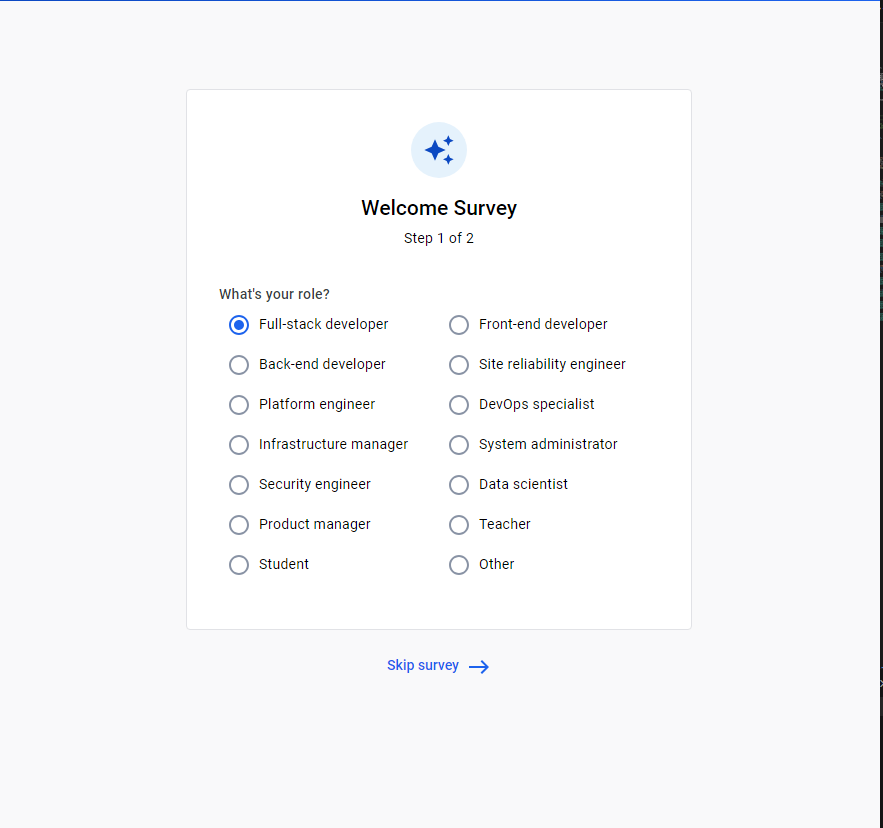 Welcome Survey
Step 1 of 2
What's your role?
Full-stack developer
Front-end developer
Back-end developer
Site reliability engineer
Platform engineer
DevOps specialist
Infrastructure manager
System administrator
Security engineer
Data scientist
Product manager
Teacher
Student
Other
Skip survey